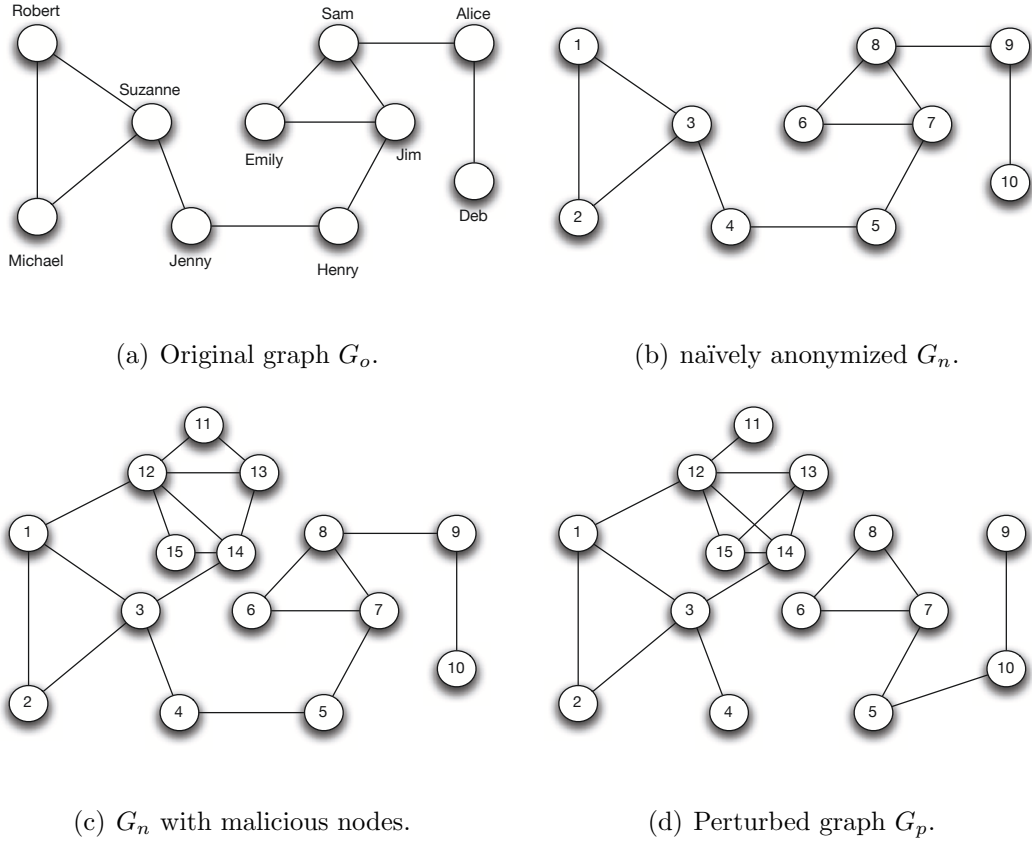 Robert
Sam
Alice
Suzanne
Emily
Jim
Deb
Michael
Jenny
Henry
1
8
9
3
6
7
10
2
4
5
(a) Original graph G_o.
(b) naïvely anonymized G_n.
11
12
13
1
15
14
8
9
3
6
7
10
2
4
5
11
12
13
1
15
14
8
9
3
6
7
10
2
4
5
(c) G_n with malicious nodes.
(d) Perturbed graph G_p.